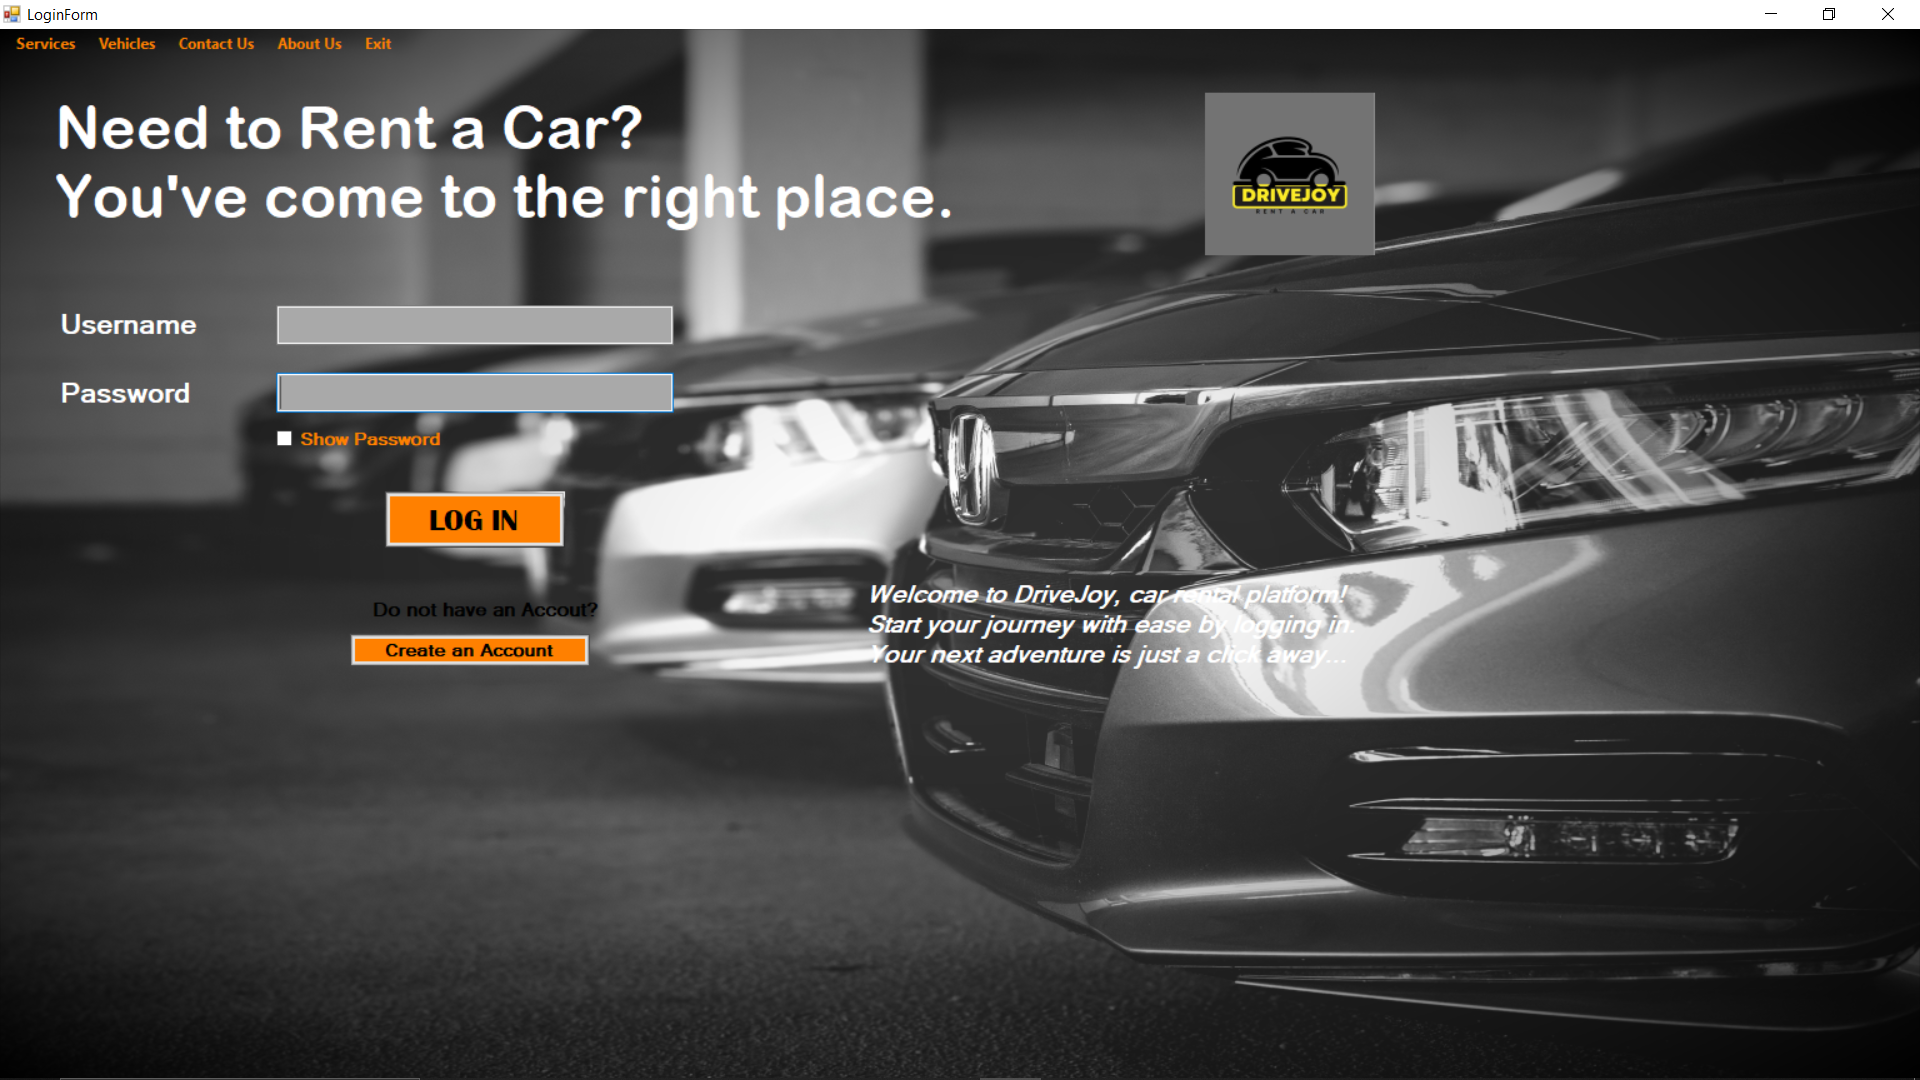 LoginForm
Services Vehicles Contact Us About Us Exit
Need to Rent a Car?
You've come to the right place.
DRIVEJOY
RENT A CAR
Username
Password
Show Password
LOG IN
Do not have an Accout?
Create an Account
Welcome to DriveJoy, car rental platform!
Start your journey with ease by logging in.
Your next adventure is just a click away...